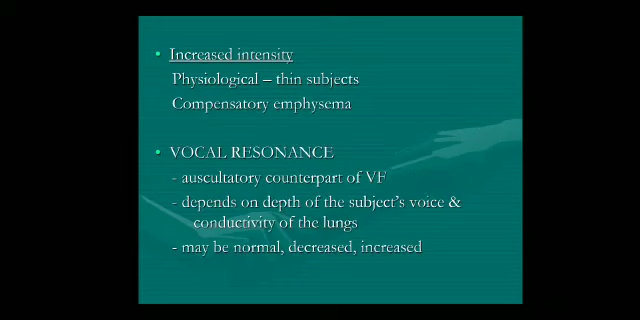 • Increased intensity
Physiological – thin subjects
Compensatory emphysema
• VOCAL RESONANCE
- auscultatory counterpart of VF
- depends on depth of the subject's voice &
conductivity of the lungs
- may be normal, decreased, increased